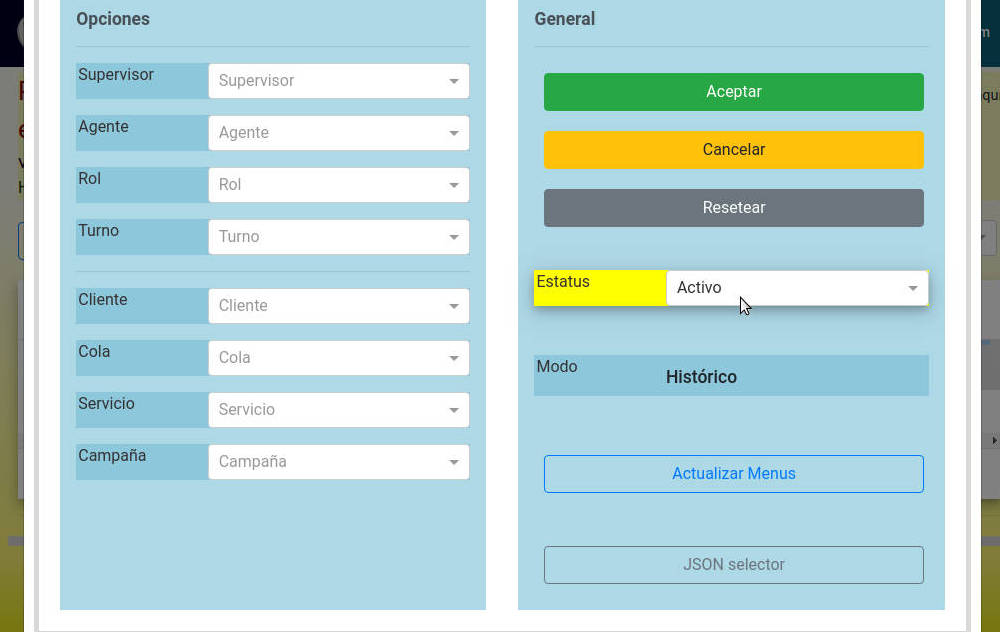 Opciones
Supervisor
Supervisor
Agente
Agente
Rol
Rol
Turno
Turno
Cliente
Cliente
Cola
Cola
Servicio
Servicio
Campaña
Campaña
General
Aceptar
Cancelar
Resetear
Estatus
Activo
Modo
Histórico
Actualizar Menus
JSON selector